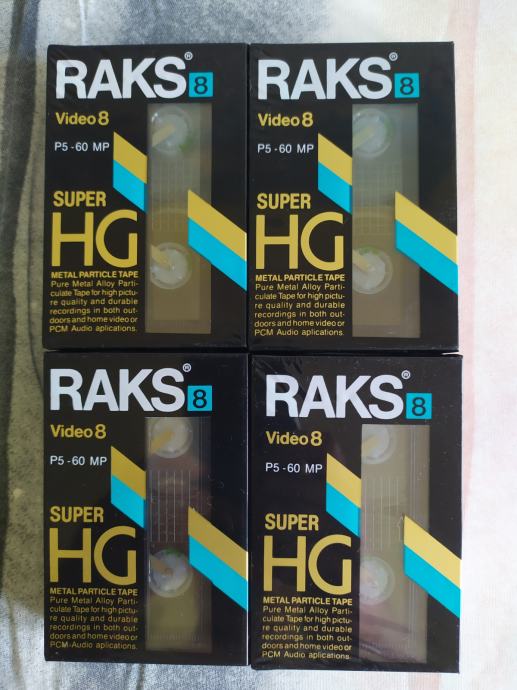 RAKS® 8
Video 8
P5-60 MP
SUPER
HG
METAL PARTICLE TAPE
Pure Metal Alloy Parti-
culate Tape for high pictu-
re quality and durable
recordings in both out-
doors and home video or
PCM Audio aplications.
RAKS® 8
Video 8
P5-60 MP
SUPER
HG
METAL PARTICLE TAPE
Pure Metal Alloy Parti-
culate Tape for high pictu-
re quality and durable
recordings in both out-
doors and home video or
PCM Audio aplications.
RAKS® 8
Video 8
P5-60 MP
SUPER
HG
METAL PARTICLE TAPE
Pure Metal Alloy Parti-
culate Tape for high pictu-
re quality and durable
recordings in both out-
doors and home video or
PCM-Audio aplications.
RAKS® 8
Video 8
P5-60 MP
SUPER
HG
METAL PARTICLE TAPE
Pure Metal Alloy Parti-
culate Tape for high pictu-
re quality and durable
recordings in both out-
doors and home video or
PCM Audio aplications.